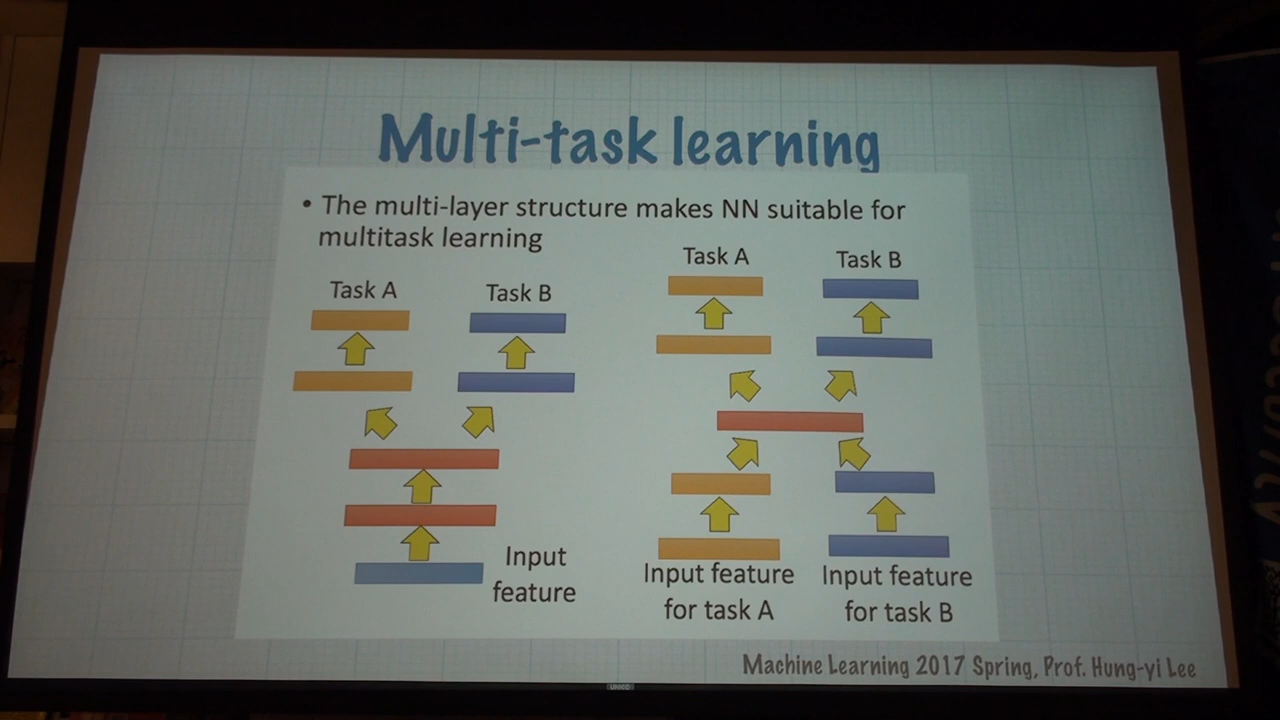 Multi-task learning
• The multi-layer structure makes NN suitable for
multitask learning
Task A
Task B
Input
feature
Task A
Task B
Input feature
for task A
Input feature
for task B
Machine Learning 2017 Spring, Prof. Hung-yi Lee
UNICO